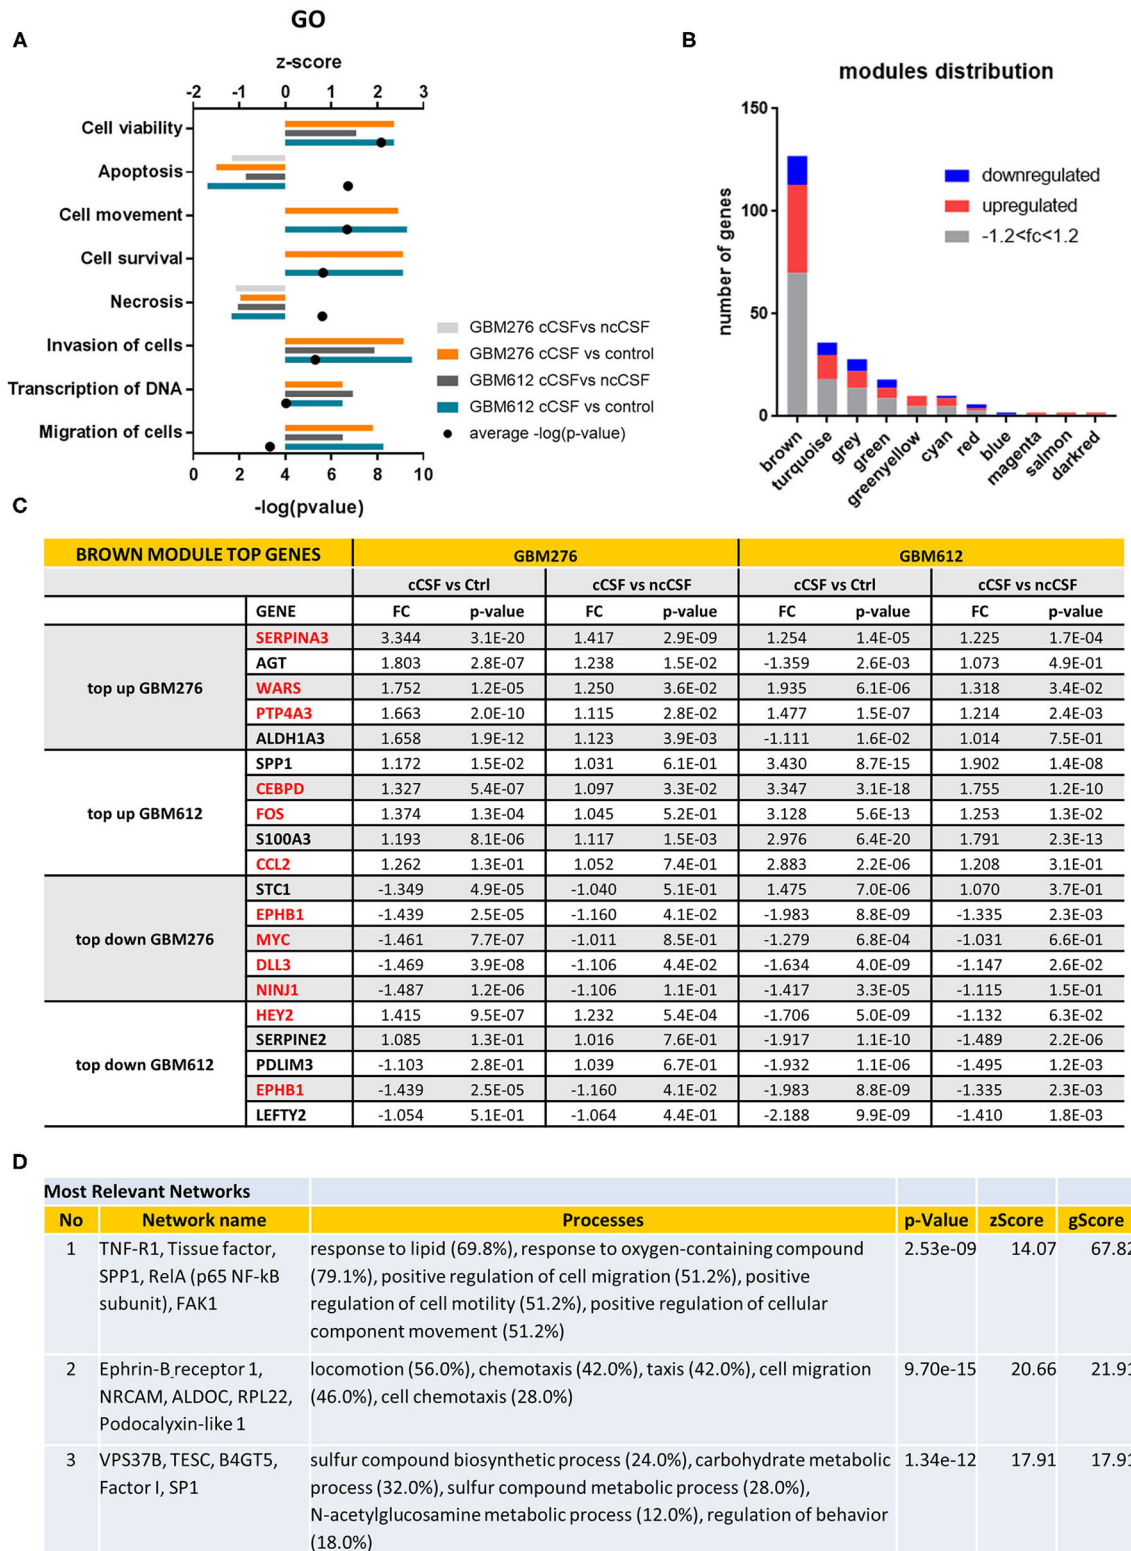 GO
A
B
z-score
modules distribution
-2 -1 0 1 2 3
Cell viability
Apoptosis
Cell movement
Cell survival
Necrosis
Invasion of cells
Transcription of DNA
Migration of cells
GBM276 cCSFvs ncCSF
GBM276 cCSF vs control
GBM612 cCSFvs ncCSF
GBM612 cCSF vs control
average -log(p-value)
0 2 4 6 8 10
-log(pvalue)
number of genes
150
100
50
0
downregulated
upregulated
-1.2<fc<1.2
brown
turquoise
grey
green
greenyellow
cyan
red
blue
magenta
salmon
darkred
C
BROWN MODULE TOP GENES GBM276 GBM612
cCSF vs Ctrl cCSF vs ncCSF cCSF vs Ctrl cCSF vs ncCSF
GENE FC p-value FC p-value FC p-value FC p-value
top up GBM276
SERPINA3 3.344 3.1E-20 1.417 2.9E-09 1.254 1.4E-05 1.225 1.7E-04
AGT 1.803 2.8E-07 1.238 1.5E-02 -1.359 2.6E-03 1.073 4.9E-01
WARS 1.752 1.2E-05 1.250 3.6E-02 1.935 6.1E-06 1.318 3.4E-02
PTP4A3 1.663 2.0E-10 1.115 2.8E-02 1.477 1.5E-07 1.214 2.4E-03
ALDH1A3 1.658 1.9E-12 1.123 3.9E-03 -1.111 1.6E-02 1.014 7.5E-01
top up GBM612
SPP1 1.172 1.5E-02 1.031 6.1E-01 3.430 8.7E-15 1.902 1.4E-08
CEBPD 1.327 5.4E-07 1.097 3.3E-02 3.347 3.1E-18 1.755 1.2E-10
FOS 1.374 1.3E-04 1.045 5.2E-01 3.128 5.6E-13 1.253 1.3E-02
S100A3 1.193 8.1E-06 1.117 1.5E-03 2.976 6.4E-20 1.791 2.3E-13
CCL2 1.262 1.3E-01 1.052 7.4E-01 2.883 2.2E-06 1.208 3.1E-01
top down GBM276
STC1 -1.349 4.9E-05 -1.040 5.1E-01 1.475 7.0E-06 1.070 3.7E-01
EPHB1 -1.439 2.5E-05 -1.160 4.1E-02 -1.983 8.8E-09 -1.335 2.3E-03
MYC -1.461 7.7E-07 -1.011 8.5E-01 -1.279 6.8E-04 -1.031 6.6E-01
DLL3 -1.469 3.9E-08 -1.106 4.4E-02 -1.634 4.0E-09 -1.147 2.6E-02
NINJ1 -1.487 1.2E-06 -1.106 1.1E-01 -1.417 3.3E-05 -1.115 1.5E-01
top down GBM612
HEY2 1.415 9.5E-07 1.232 5.4E-04 -1.706 5.0E-09 -1.132 6.3E-02
SERPINE2 1.085 1.3E-01 1.016 7.6E-01 -1.917 1.1E-10 -1.489 2.2E-06
PDLIM3 -1.103 2.8E-01 1.039 6.7E-01 -1.932 1.1E-06 -1.495 1.2E-03
EPHB1 -1.439 2.5E-05 -1.160 4.1E-02 -1.983 8.8E-09 -1.335 2.3E-03
LEFTY2 -1.054 5.1E-01 -1.064 4.4E-01 -2.188 9.9E-09 -1.410 1.8E-03
D
Most Relevant Networks
No Network name Processes p-Value zScore gScore
1 TNF-R1, Tissue factor, response to lipid (69.8%), response to oxygen-containing compound 2.53e-09 14.07 67.82
SPP1, RelA (p65 NF-kB (79.1%), positive regulation of cell migration (51.2%), positive
subunit), FAK1 regulation of cell motility (51.2%), positive regulation of cellular
component movement (51.2%)
2 Ephrin-B receptor 1, locomotion (56.0%), chemotaxis (42.0%), taxis (42.0%), cell migration 9.70e-15 20.66 21.91
NRCAM, ALDOC, RPL22, (46.0%), cell chemotaxis (28.0%)
Podocalyxin-like 1
3 VPS37B, TESC, B4GT5, sulfur compound biosynthetic process (24.0%), carbohydrate metabolic 1.34e-12 17.91 17.91
Factor I, SP1 process (32.0%), sulfur compound metabolic process (28.0%),
N-acetylglucosamine metabolic process (12.0%), regulation of behavior
(18.0%)